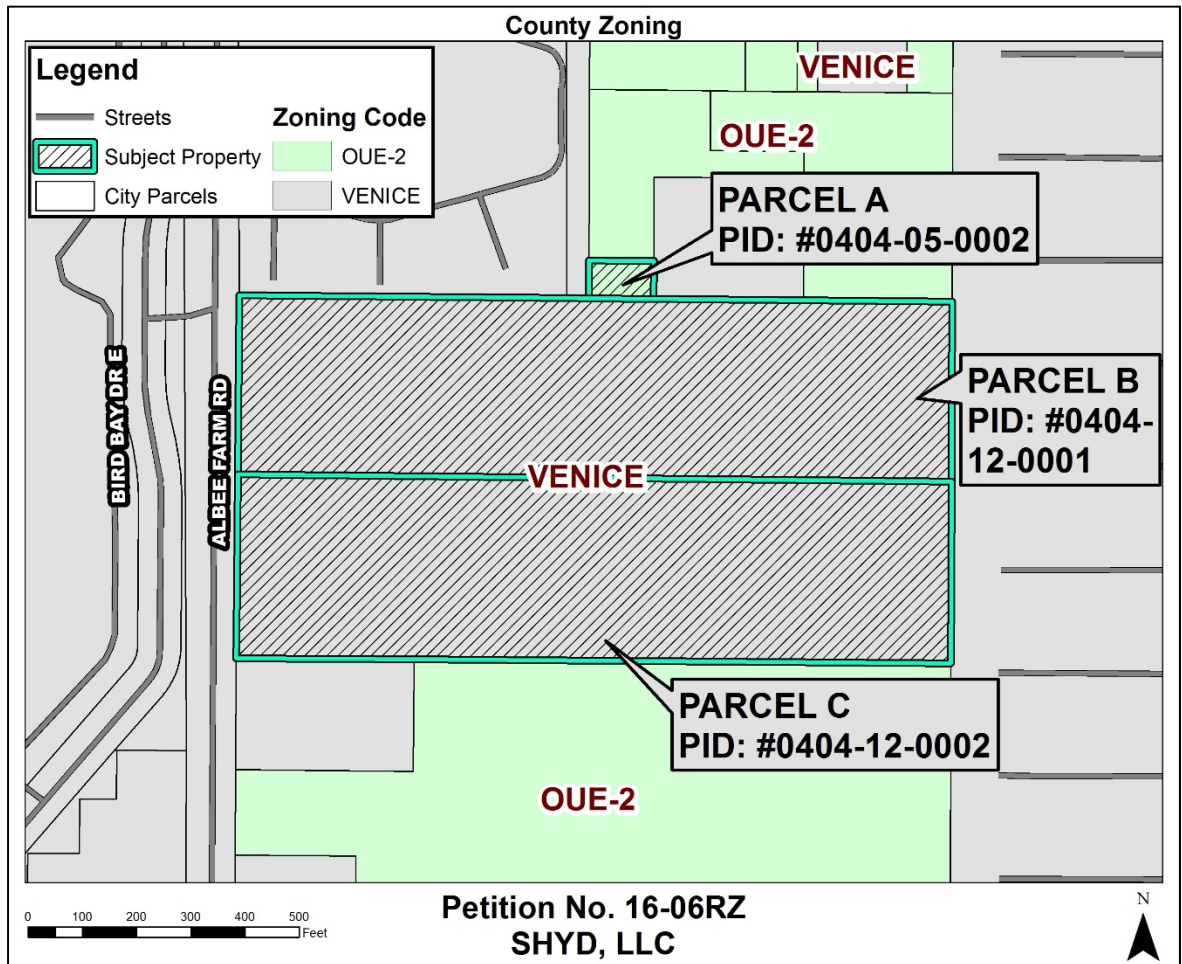 County Zoning
Legend
Streets
Subject Property
City Parcels
Zoning Code
OUE-2
VENICE
VENICE
OUE-2
PARCEL A
PID: #0404-05-0002
PARCEL B
PID: #0404-
12-0001
BIRD BAY DR E
ALBEE FARM RD
VENICE
PARCEL C
PID: #0404-12-0002
OUE-2
0 100 200 300 400 500
Feet
Petition No. 16-06RZ
SHYD, LLC
N